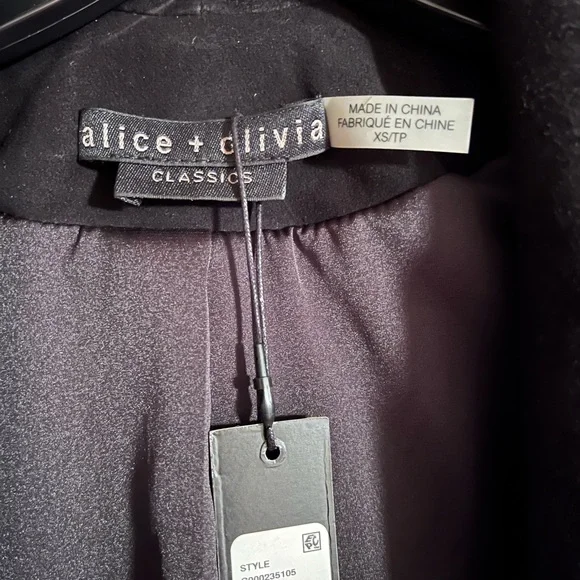 alice + olivia
CLASSICS
MADE IN CHINA
FABRIQUÉ EN CHINE
XS/TP
STYLE